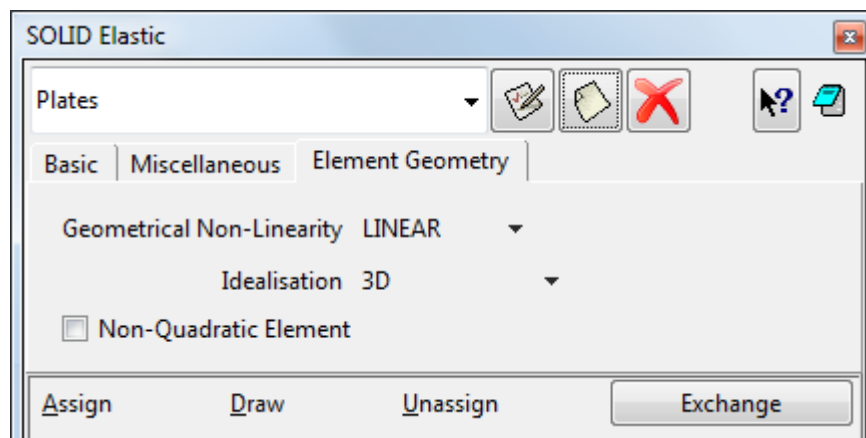 SOLID Elastic
Plates
?
Basic Miscellaneous Element Geometry
Geometrical Non-Linearity LINEAR
Idealisation 3D
Non-Quadratic Element
Assign Draw Unassign Exchange